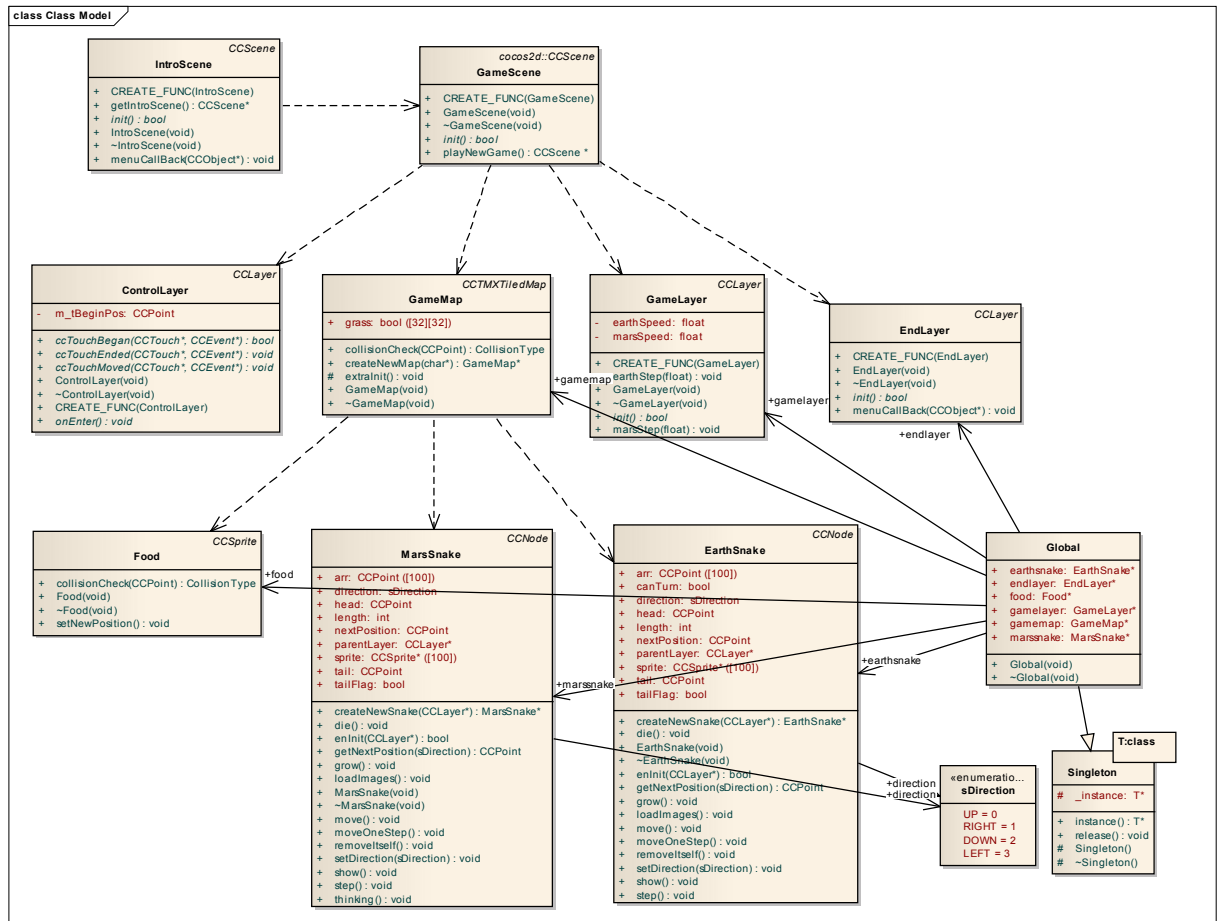 class Class Model
CCScene
IntroScene
+ CREATE_FUNC(IntroScene)
+ getIntroScene() : CCScene*
+ init() : bool
+ IntroScene(void)
+ ~IntroScene(void)
+ menuCallBack(CCObject*) : void
cocos2d::CCScene
GameScene
+ CREATE_FUNC(GameScene)
+ GameScene(void)
+ ~GameScene(void)
+ init() : bool
+ playNewGame() : CCScene *
CCLayer
ControlLayer
- m_tBeginPos: CCPoint
+ ccTouchBegan(CCTouch*, CCEvent*) : bool
+ ccTouchEnded(CCTouch*, CCEvent*) : void
+ ccTouchMoved(CCTouch*, CCEvent*) : void
+ ControlLayer(void)
+ ~ControlLayer(void)
+ CREATE_FUNC(ControlLayer)
+ onEnter() : void
CCTMXTiledMap
GameMap
+ grass: bool ([32][32])
+ collisionCheck(CCPoint) : CollisionType
+ createNewMap(char*) : GameMap*
# extraInit() : void
+ GameMap(void)
+ ~GameMap(void)
+gamemap
CCLayer
GameLayer
- earthSpeed: float
- marsSpeed: float
+ CREATE_FUNC(GameLayer)
+ earthStep(float) : void
+ GameLayer(void)
+ ~GameLayer(void)
+ init() : bool
+ marsStep(float) : void
+gamelayer
CCLayer
EndLayer
+ CREATE_FUNC(EndLayer)
+ EndLayer(void)
+ ~EndLayer(void)
+ init() : bool
+ menuCallBack(CCObject*) : void
+endlayer
CCSprite
Food
+ collisionCheck(CCPoint) : CollisionType
+ Food(void)
+ ~Food(void)
+ setNewPosition() : void
+food
CCNode
MarsSnake
+ arr: CCPoint ([100])
+ direction: sDirection
+ head: CCPoint
+ length: int
+ nextPosition: CCPoint
+ parentLayer: CCLayer*
+ sprite: CCSprite* ([100])
+ tail: CCPoint
+ tailFlag: bool
+ createNewSnake(CCLayer*) : MarsSnake*
+ die() : void
+ enInit(CCLayer*) : bool
+ getNextPosition(sDirection) : CCPoint
+ grow() : void
+ loadImages() : void
+ MarsSnake(void)
+ ~MarsSnake(void)
+ move() : void
+ moveOneStep() : void
+ removeItself() : void
+ setDirection(sDirection) : void
+ show() : void
+ step() : void
+ thinking() : void
+marssnake
CCNode
EarthSnake
+ arr: CCPoint ([100])
+ canTurn: bool
+ direction: sDirection
+ head: CCPoint
+ length: int
+ nextPosition: CCPoint
+ parentLayer: CCLayer*
+ sprite: CCSprite* ([100])
+ tail: CCPoint
+ tailFlag: bool
+ createNewSnake(CCLayer*) : EarthSnake*
+ die() : void
+ EarthSnake(void)
+ ~EarthSnake(void)
+ enInit(CCLayer*) : bool
+ getNextPosition(sDirection) : CCPoint
+ grow() : void
+ loadImages() : void
+ move() : void
+ moveOneStep() : void
+ removeItself() : void
+ setDirection(sDirection) : void
+ show() : void
+ step() : void
+earthsnake
Global
+ earthsnake: EarthSnake*
+ endlayer: EndLayer*
+ food: Food*
+ gamelayer: GameLayer*
+ gamemap: GameMap*
+ marssnake: MarsSnake*
+ Global(void)
+ ~Global(void)
+direction
+direction
«enumeratio...
sDirection
UP = 0
RIGHT = 1
DOWN = 2
LEFT = 3
T:class
Singleton
# _instance: T*
+ instance() : T*
+ release() : void
# Singleton()
# ~Singleton()